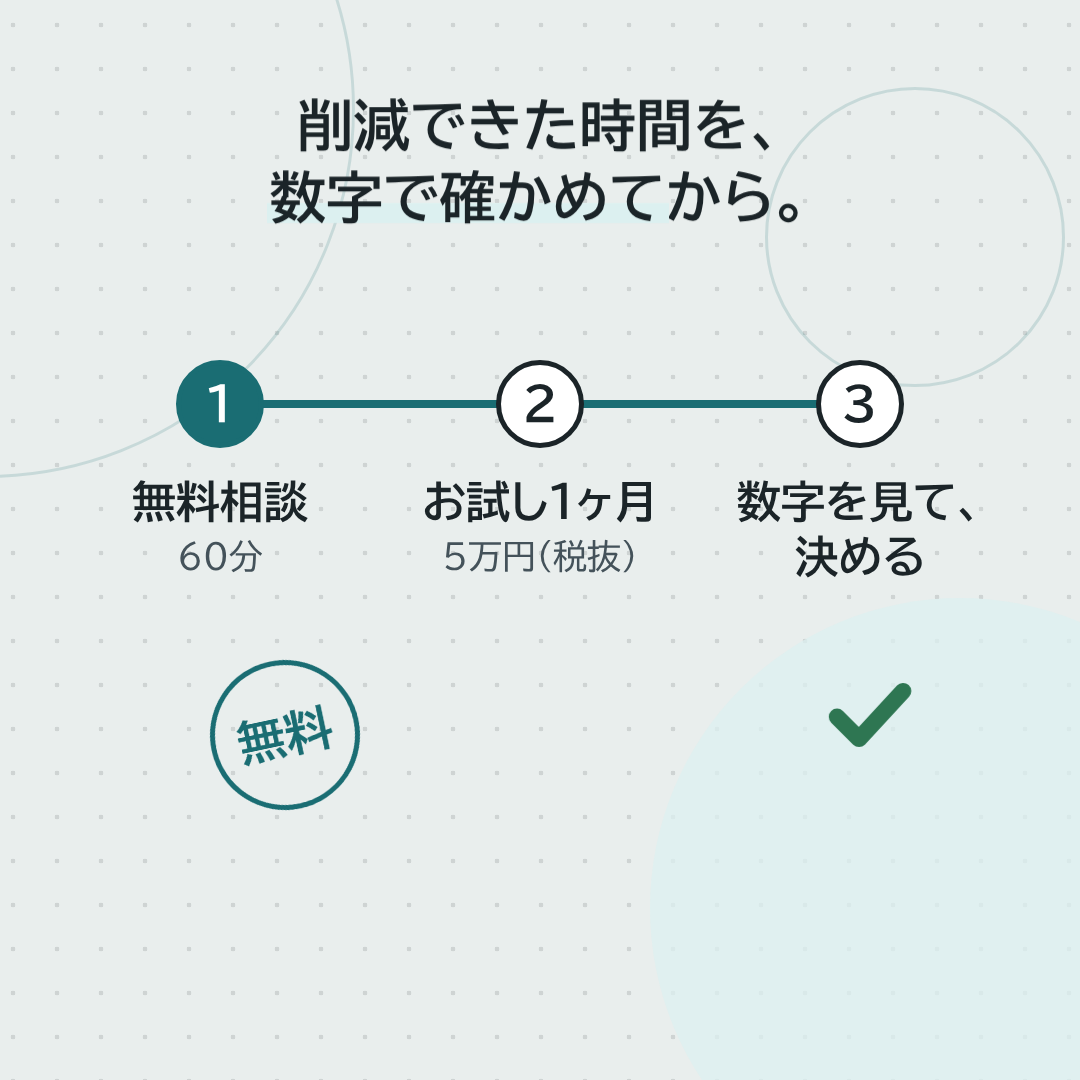 削減できた時間を、
数字で確かめてから。
1
2
3
無料相談
60分
お試し1ヶ月
5万円(税抜)
数字を見て、
決める
無料